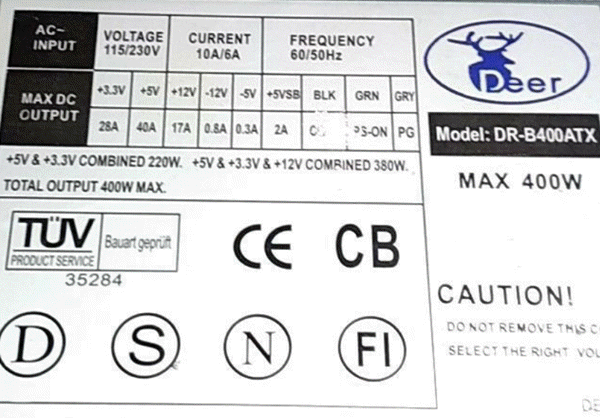 AC~ INPUT VOLTAGE 115/230V CURRENT 10A/6A FREQUENCY 60/50Hz
Deer
MAX DC OUTPUT +3.3V +5V +12V -12V -5V +5VSB BLK GRN GRY
28A 40A 17A 0.8A 0.3A 2A PS-ON PG
Model: DR-B400ATX
+5V & +3.3V COMBINED 220W. +5V & +3.3V & +12V COMBINED 380W.
TOTAL OUTPUT 400W MAX.
MAX 400W
TÜV PRODUCT SERVICE Bauart geprüft
35284
CE CB
CAUTION!
DO NOT REMOVE THIS
SELECT THE RIGHT
D S N FI